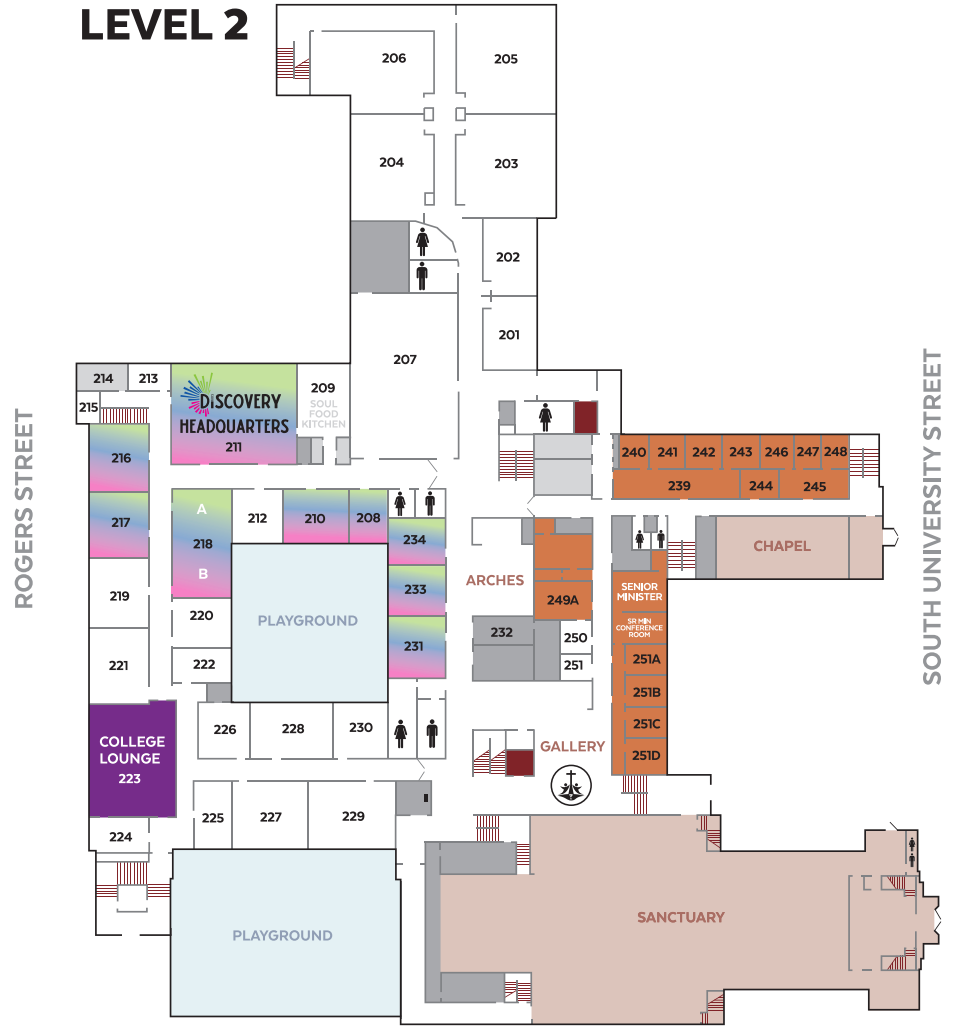 LEVEL 2
206
205
204
203
202
201
207
214
213
215
DISCOVERY
HEADQUARTERS
211
209
SOUL
FOOD
KITCHEN
216
217
A
218
B
212
210
208
234
233
231
219
220
221
222
PLAYGROUND
226
228
230
COLLEGE
LOUNGE
223
224
225
227
229
PLAYGROUND
ROGERS STREET
SOUTH UNIVERSITY STREET
240
241
242
243
246
247
248
239
244
245
CHAPEL
ARCHES
249A
232
250
251
SENIOR
MINISTER
SR MIN
CONFERENCE
ROOM
251A
251B
251C
251D
GALLERY
SANCTUARY